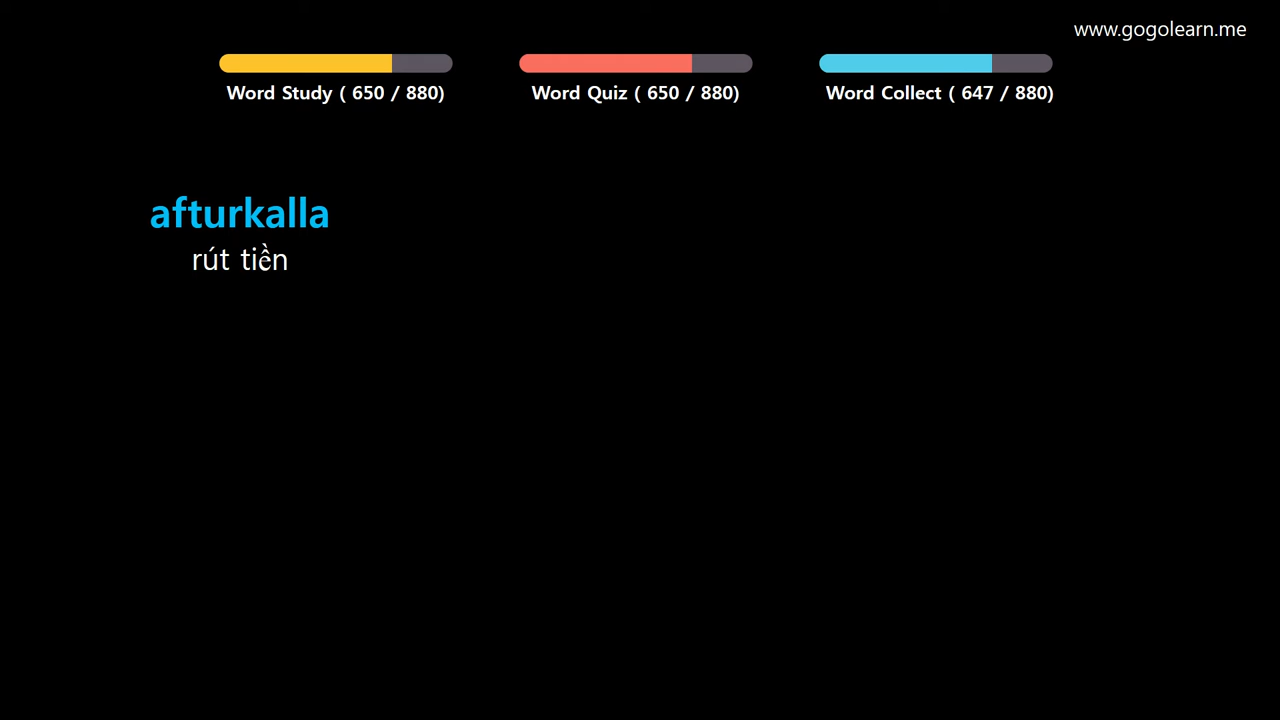 www.gogolearn.me
Word Study ( 650 / 880)
Word Quiz ( 650 / 880)
Word Collect ( 647 / 880)
afturkalla
rút tiền